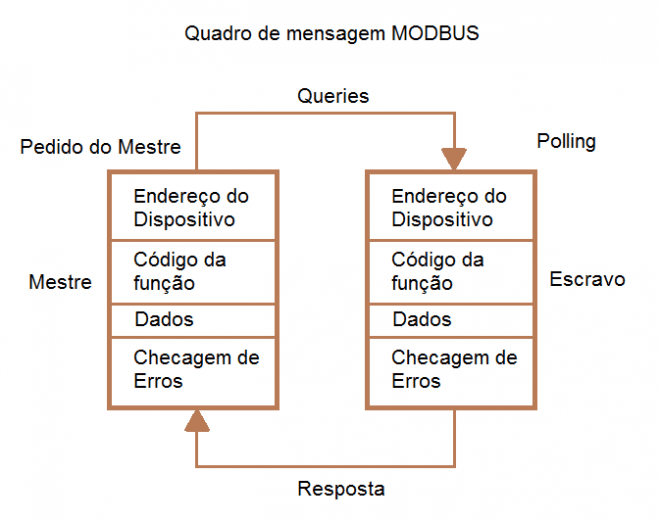 Quadro de mensagem MODBUS
Queries
Pedido do Mestre
Polling
Endereço do
Dispositivo
Endereço do
Dispositivo
Mestre
Código da
função
Código da
função
Escravo
Dados
Dados
Checagem de
Erros
Checagem de
Erros
Resposta